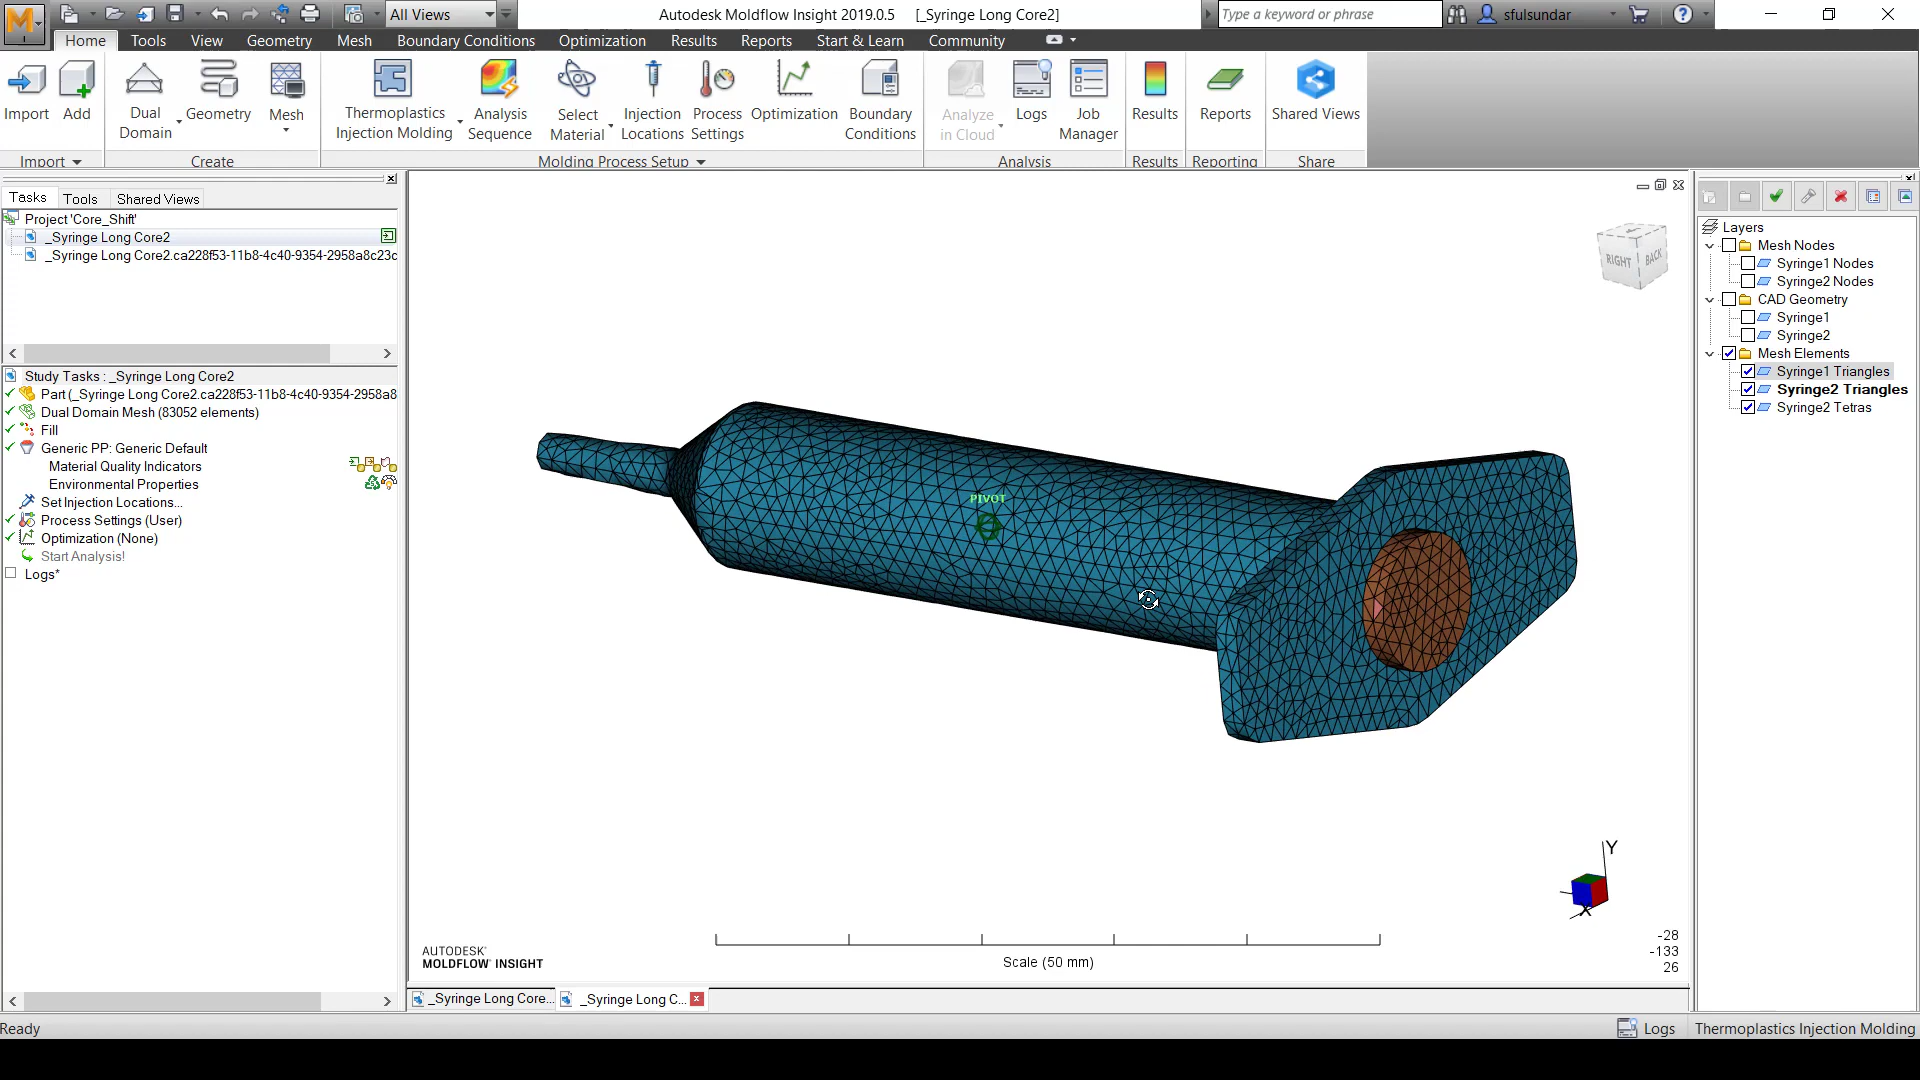 All Views
Autodesk Moldflow Insight 2019.0.5 [_Syringe Long Core2]
Type a keyword or phrase
sfulsundar
Home Tools View Geometry Mesh Boundary Conditions Optimization Results Reports Start & Learn Community
Import
Add
Dual
Domain
Geometry
Mesh
Thermoplastics
Injection Molding
Analysis
Sequence
Select
Material
Injection
Locations
Process
Settings
Optimization
Boundary
Conditions
Analyze
in Cloud
Logs
Job
Manager
Results
Reports
Shared Views
Import Create Molding Process Setup Analysis Results Reporting Share
Tasks Tools Shared Views
Project 'Core_Shift'
_Syringe Long Core2
_Syringe Long Core2.ca228f53-11b8-4c40-9354-2958a8c23c
Study Tasks : _Syringe Long Core2
Part (_Syringe Long Core2.ca228f53-11b8-4c40-9354-2958a8
Dual Domain Mesh (83052 elements)
Fill
Generic PP: Generic Default
Material Quality Indicators
Environmental Properties
Set Injection Locations...
Process Settings (User)
Optimization (None)
Start Analysis!
Logs*
RIGHT BACK
PIVOT
Y
X
-28
-133
26
AUTODESK'
MOLDFLOW' INSIGHT
Scale (50 mm)
_Syringe Long Core...
_Syringe Long C...
Layers
Mesh Nodes
Syringe1 Nodes
Syringe2 Nodes
CAD Geometry
Syringe1
Syringe2
Mesh Elements
Syringe1 Triangles
Syringe2 Triangles
Syringe2 Tetras
Ready
Logs
Thermoplastics Injection Molding